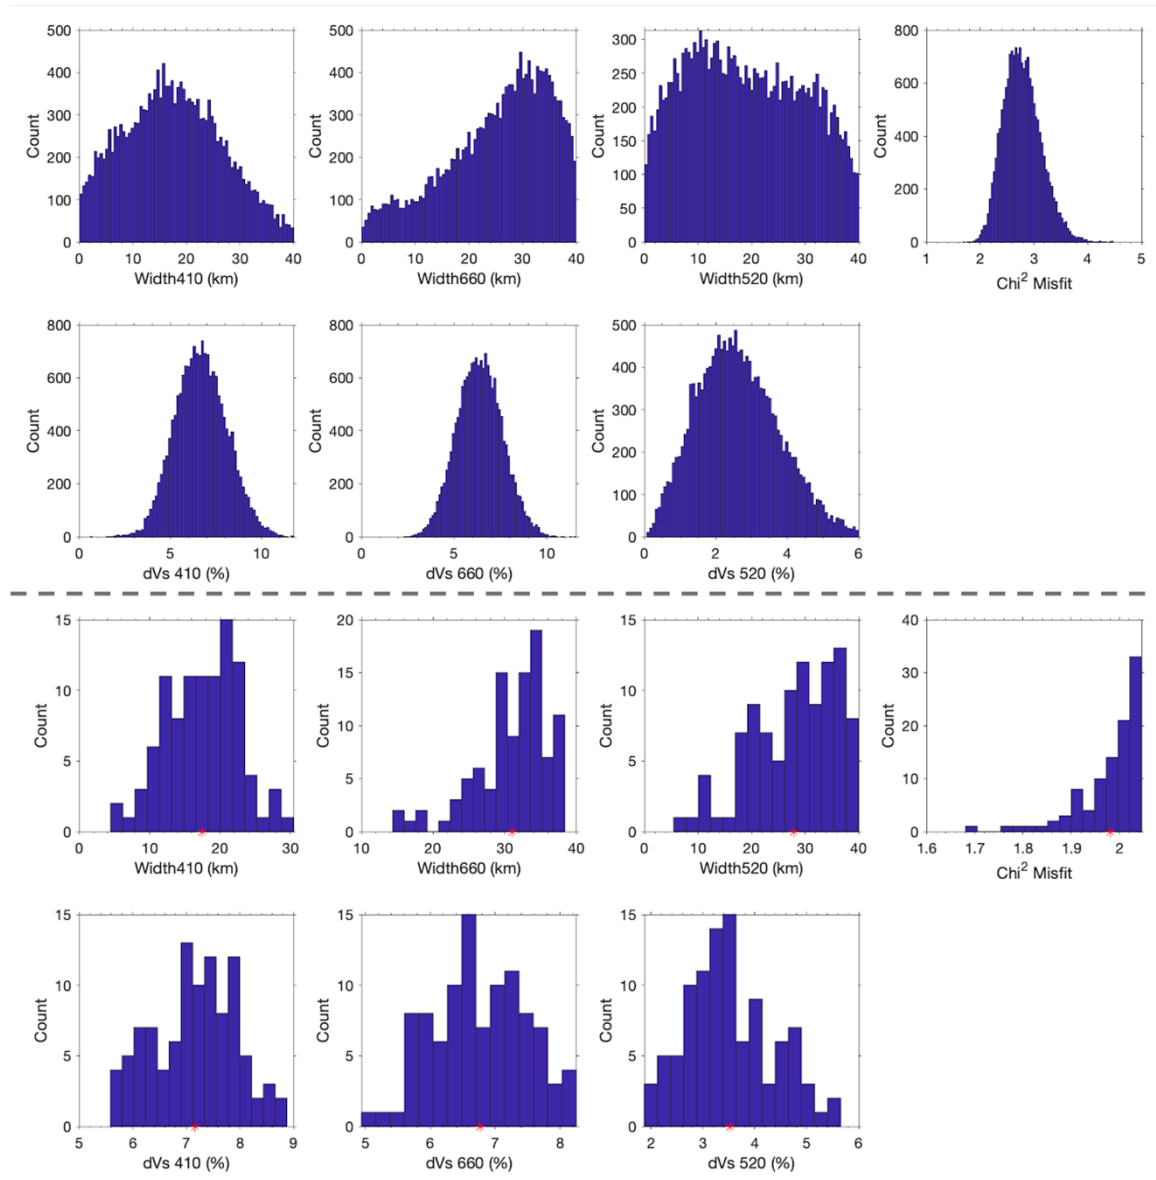 500
400
300
200
100
0
Count
0 10 20 30 40
Width410 (km)
500
400
300
200
100
0
Count
0 10 20 30 40
Width660 (km)
300
250
200
150
100
50
0
Count
0 10 20 30 40
Width520 (km)
800
600
400
200
0
Count
1 2 3 4 5
Chi² Misfit
800
600
400
200
0
Count
0 5 10
dVs 410 (%)
800
600
400
200
0
Count
0 5 10
dVs 660 (%)
500
400
300
200
100
0
Count
0 2 4 6
dVs 520 (%)
15
10
5
0
Count
0 10 20 30
Width410 (km)
20
15
10
5
0
Count
10 20 30 40
Width660 (km)
15
10
5
0
Count
0 10 20 30 40
Width520 (km)
40
30
20
10
0
Count
1.6 1.7 1.8 1.9 2
Chi² Misfit
15
10
5
0
Count
5 6 7 8 9
dVs 410 (%)
15
10
5
0
Count
5 6 7 8
dVs 660 (%)
15
10
5
0
Count
2 3 4 5 6
dVs 520 (%)